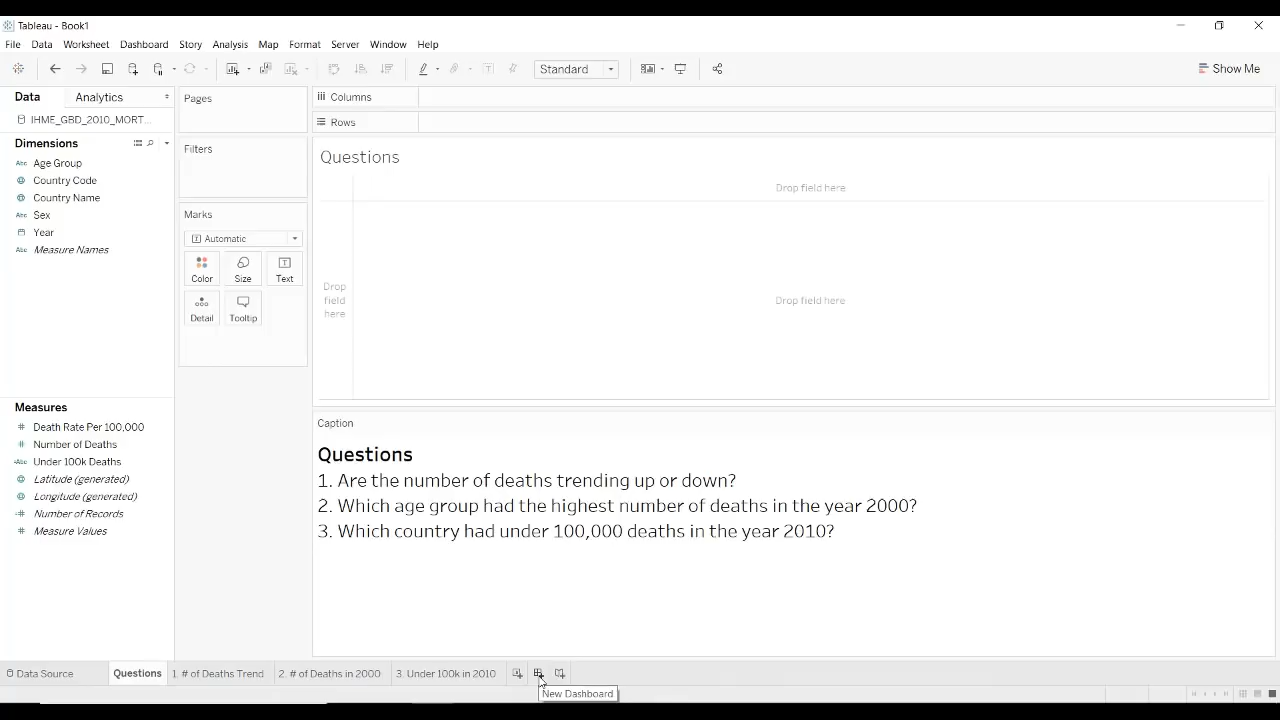 Tableau - Book1
File Data Worksheet Dashboard Story Analysis Map Format Server Window Help
Standard
Show Me
Data Analytics
IHME_GBD_2010_MORT...
Dimensions
Age Group
Country Code
Country Name
Sex
Year
Measure Names
Measures
Death Rate Per 100,000
Number of Deaths
Under 100k Deaths
Latitude (generated)
Longitude (generated)
Number of Records
Measure Values
Pages
Filters
Marks
Automatic
Color Size Text
Detail Tooltip
Columns
Rows
Questions
Drop field here
Drop
field
here
Drop field here
Caption
Questions
1. Are the number of deaths trending up or down?
2. Which age group had the highest number of deaths in the year 2000?
3. Which country had under 100,000 deaths in the year 2010?
Data Source Questions 1. # of Deaths Trend 2. # of Deaths in 2000 3. Under 100k in 2010
New Dashboard